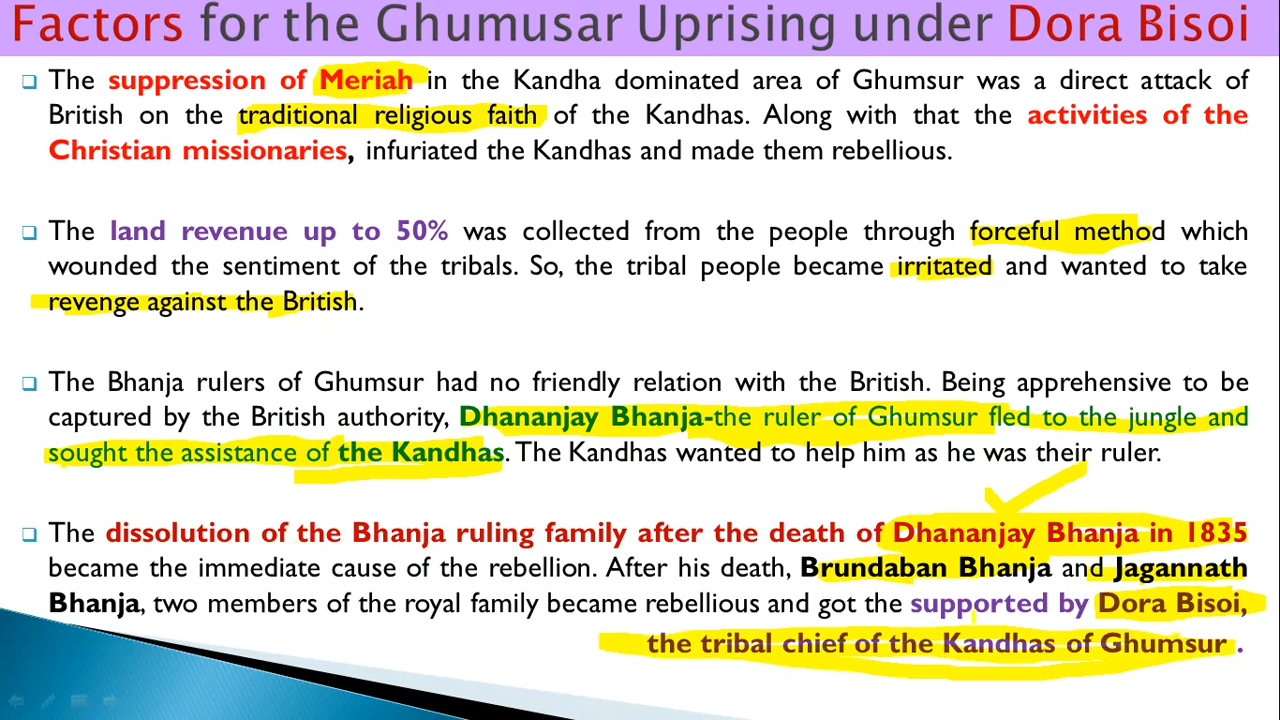 Factors for the Ghumusar Uprising under Dora Bisoi
The suppression of Meriah in the Kandha dominated area of Ghumsur was a direct attack of
British on the traditional religious faith of the Kandhas. Along with that the activities of the
Christian missionaries, infuriated the Kandhas and made them rebellious.
The land revenue up to 50% was collected from the people through forceful method which
wounded the sentiment of the tribals. So, the tribal people became irritated and wanted to take
revenge against the British.
The Bhanja rulers of Ghumsur had no friendly relation with the British. Being apprehensive to be
captured by the British authority, Dhananjay Bhanja-the ruler of Ghumsur fled to the jungle and
sought the assistance of the Kandhas. The Kandhas wanted to help him as he was their ruler.
The dissolution of the Bhanja ruling family after the death of Dhananjay Bhanja in 1835
became the immediate cause of the rebellion. After his death, Brundaban Bhanja and Jagannath
Bhanja, two members of the royal family became rebellious and got the supported by Dora Bisoi,
the tribal chief of the Kandhas of Ghumsur .